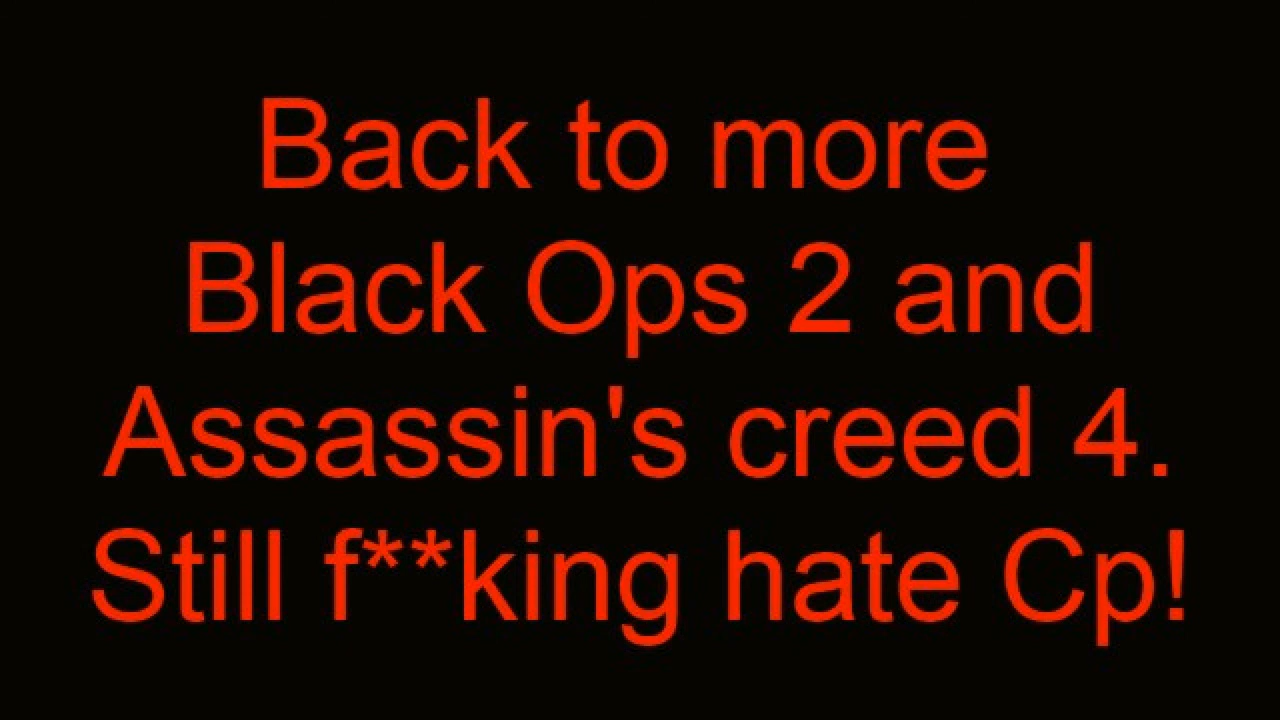 Back to more
Black Ops 2 and
Assassin's creed 4.
Still f**king hate Cp!